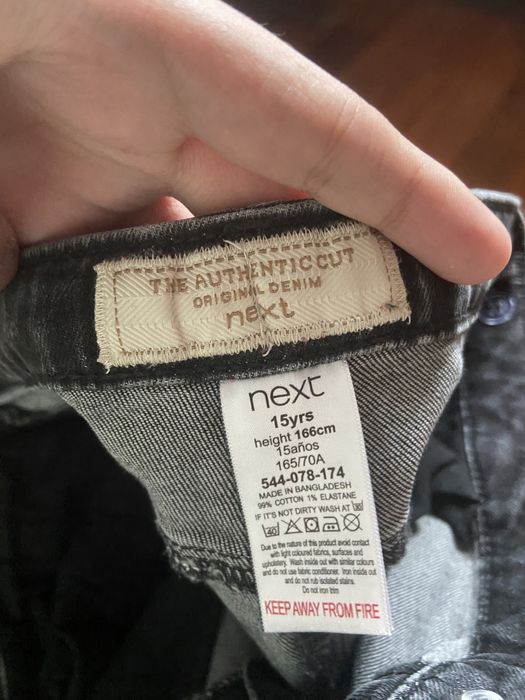 THE AUTHENTIC CUT
ORIGINAL DENIM
next
next
15yrs
height 166cm
15años
165/70A
544-078-174
MADE IN BANGLADESH
99% COTTON 1% ELASTANE
IF IT'S NOT DIRTY WASH AT 30
40
Due to the nature of this product avoid contact
with light coloured fabrics, surfaces and
upholstery. Wash inside out with similar colours
and do not use fabric conditioner. Iron inside out
and do not rub isolated stains.
Do not iron trim
KEEP AWAY FROM FIRE